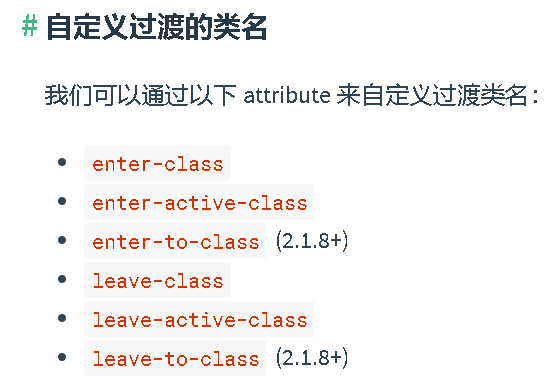 # 自定义过渡的类名
我们可以通过以下 attribute 来自定义过渡类名：
enter-class
enter-active-class
enter-to-class (2.1.8+)
leave-class
leave-active-class
leave-to-class (2.1.8+)